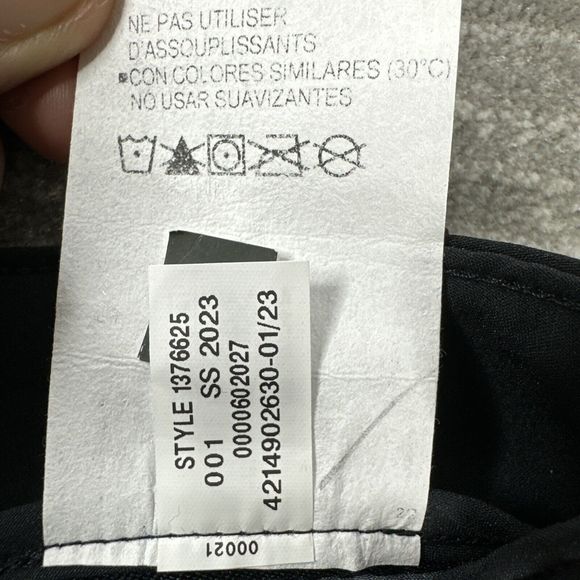 NE PAS UTILISER
D'ASSOUPLISSANTS
▪CON COLORES SIMILARES (30°C)
NO USAR SUAVIZANTES
STYLE 1376625
001 SS 2023
0000602027
4214902630-01/23
00021